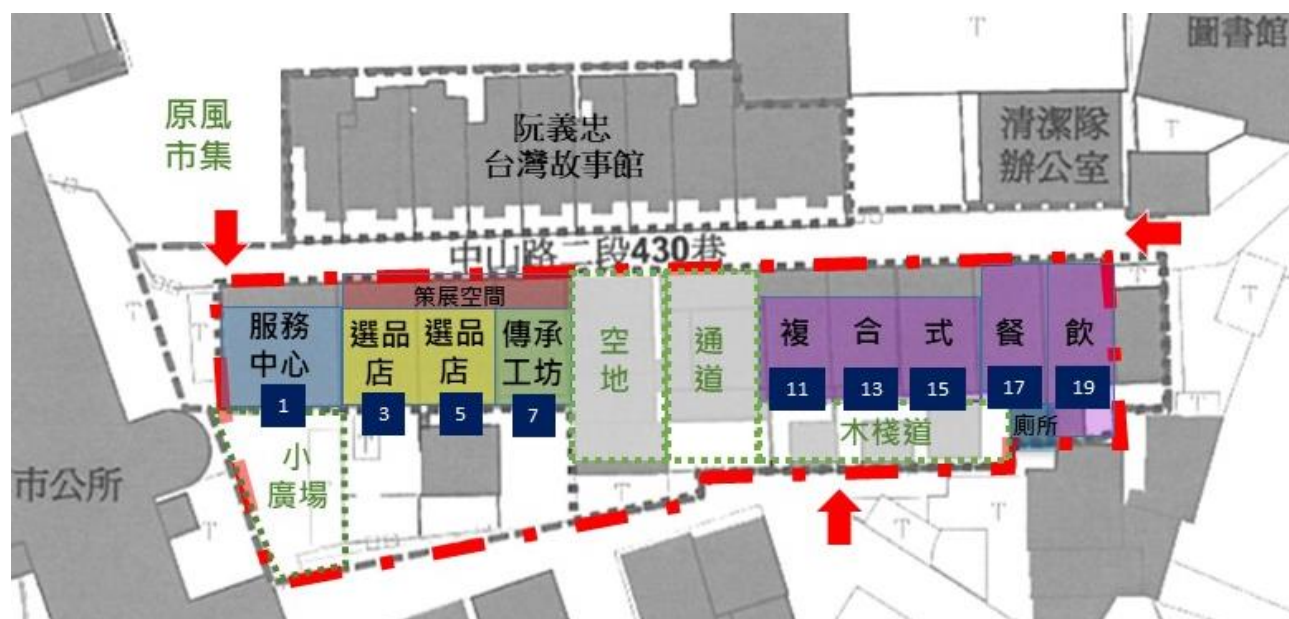 圖書館
原風
市集
阮義忠
台灣故事館
清潔隊
辦公室
中山路二段430巷
策展空間
服務
中心
1
選品
店
3
選品
店
5
傳承
工坊
7
空
地
通
道
複
11
合
13
式
15
餐
17
飲
19
廁所
木棧道
小
廣場
市公所